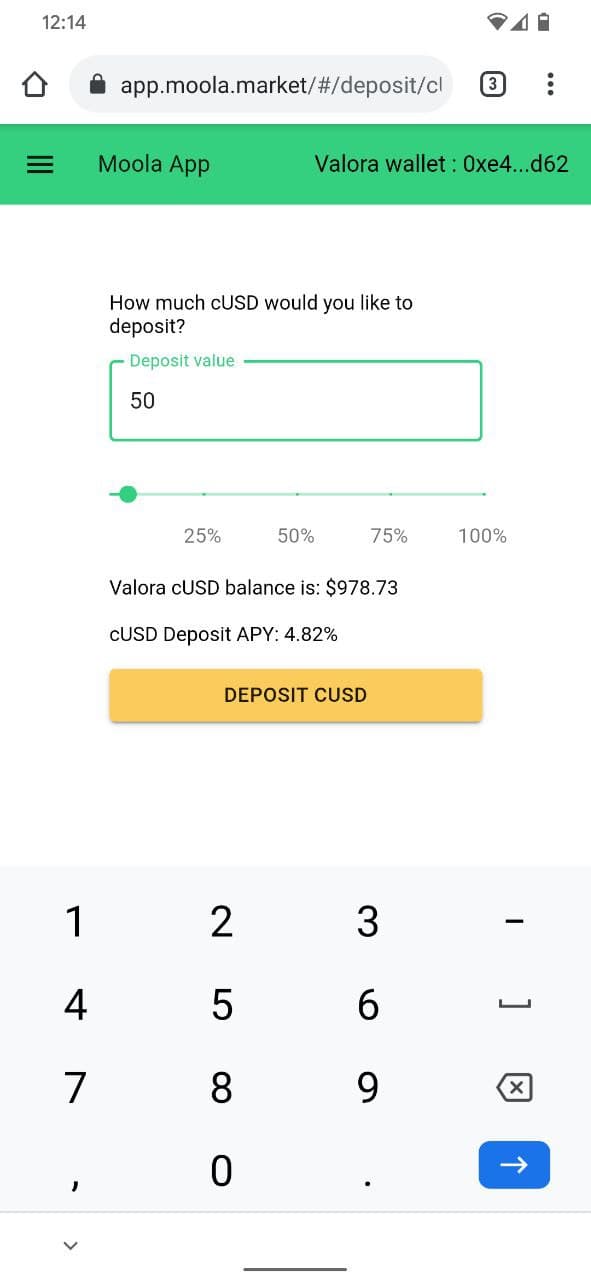 12:14
app.moola.market/#/deposit/c
3
Moola App
Valora wallet : 0xe4...d62
How much cUSD would you like to
deposit?
Deposit value
50
25% 50% 75% 100%
Valora cUSD balance is: $978.73
cUSD Deposit APY: 4.82%
DEPOSIT CUSD
1 2 3 -
4 5 6
7 8 9
, 0 .